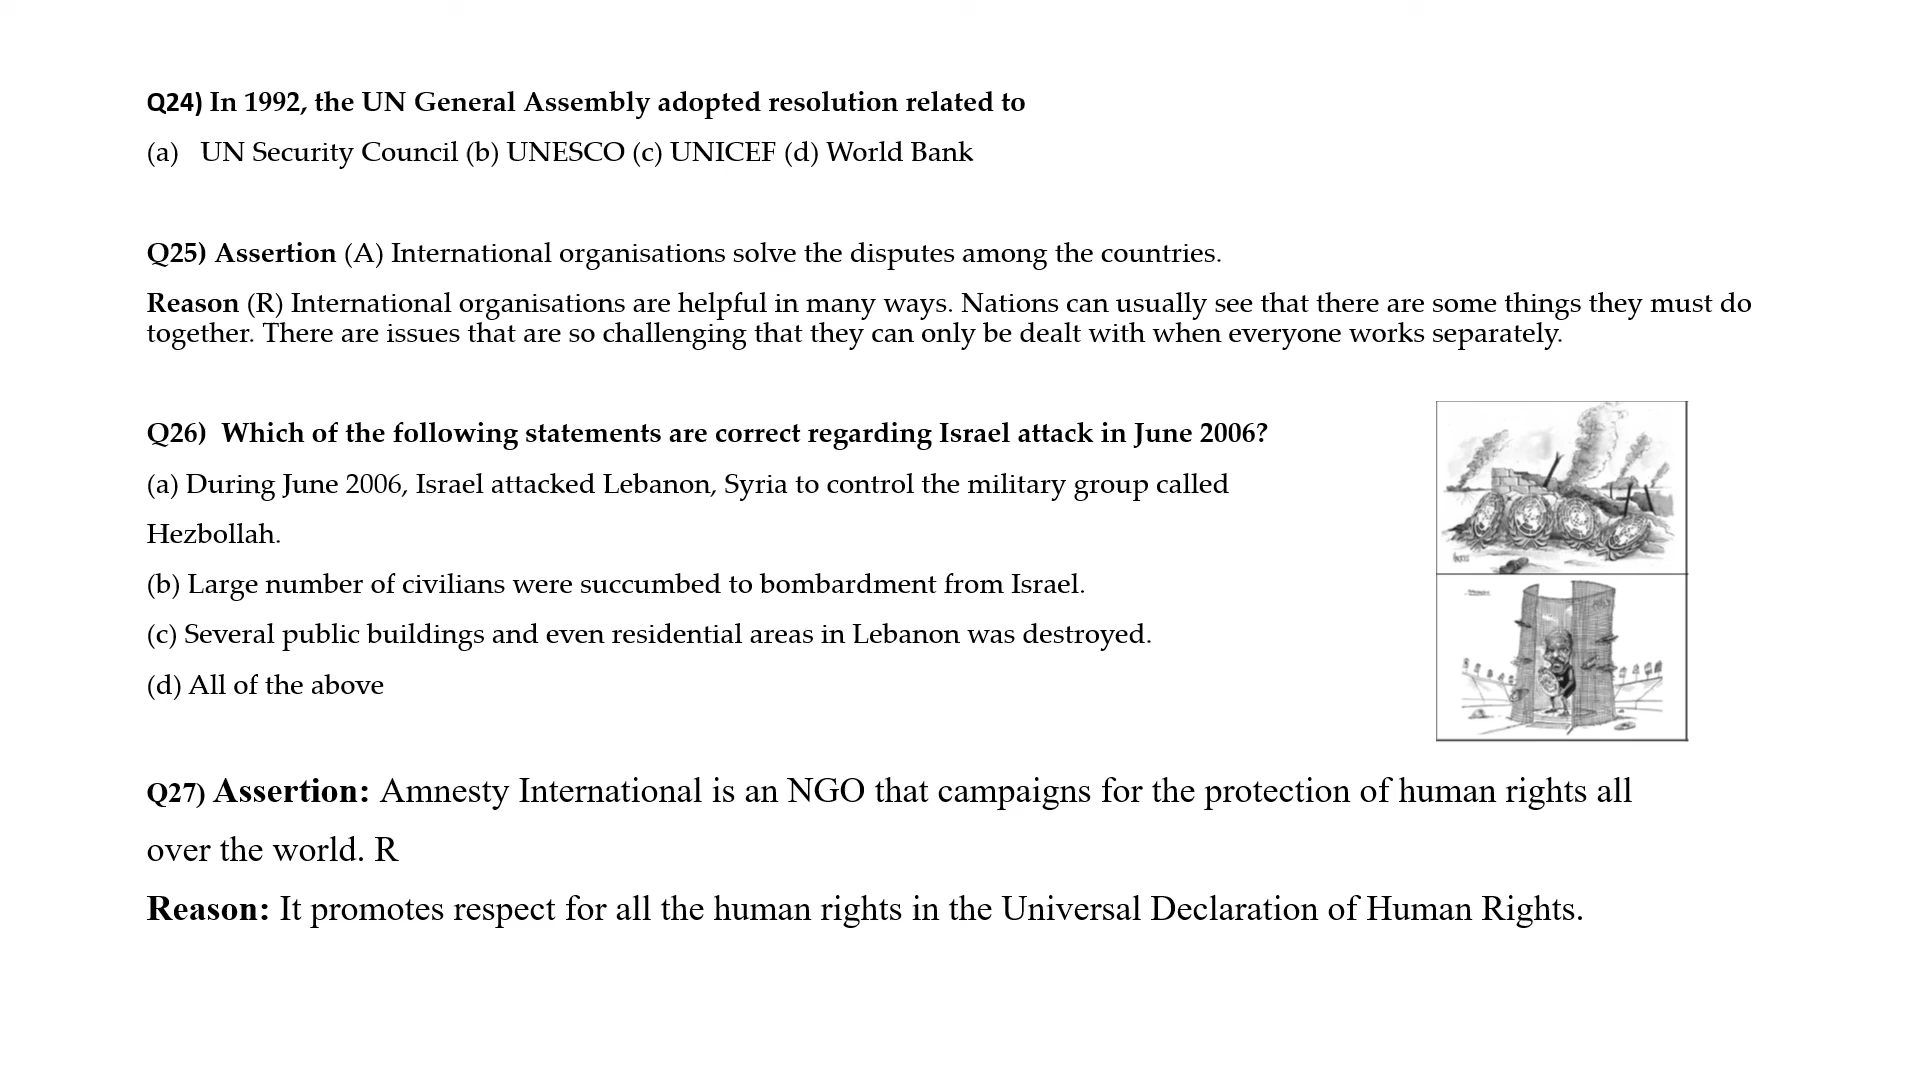 Q24) In 1992, the UN General Assembly adopted resolution related to
(a) UN Security Council (b) UNESCO (c) UNICEF (d) World Bank
Q25) Assertion (A) International organisations solve the disputes among the countries.
Reason (R) International organisations are helpful in many ways. Nations can usually see that there are some things they must do
together. There are issues that are so challenging that they can only be dealt with when everyone works separately.
Q26) Which of the following statements are correct regarding Israel attack in June 2006?
(a) During June 2006, Israel attacked Lebanon, Syria to control the military group called
Hezbollah.
(b) Large number of civilians were succumbed to bombardment from Israel.
(c) Several public buildings and even residential areas in Lebanon was destroyed.
(d) All of the above
Q27) Assertion: Amnesty International is an NGO that campaigns for the protection of human rights all
over the world. R
Reason: It promotes respect for all the human rights in the Universal Declaration of Human Rights.